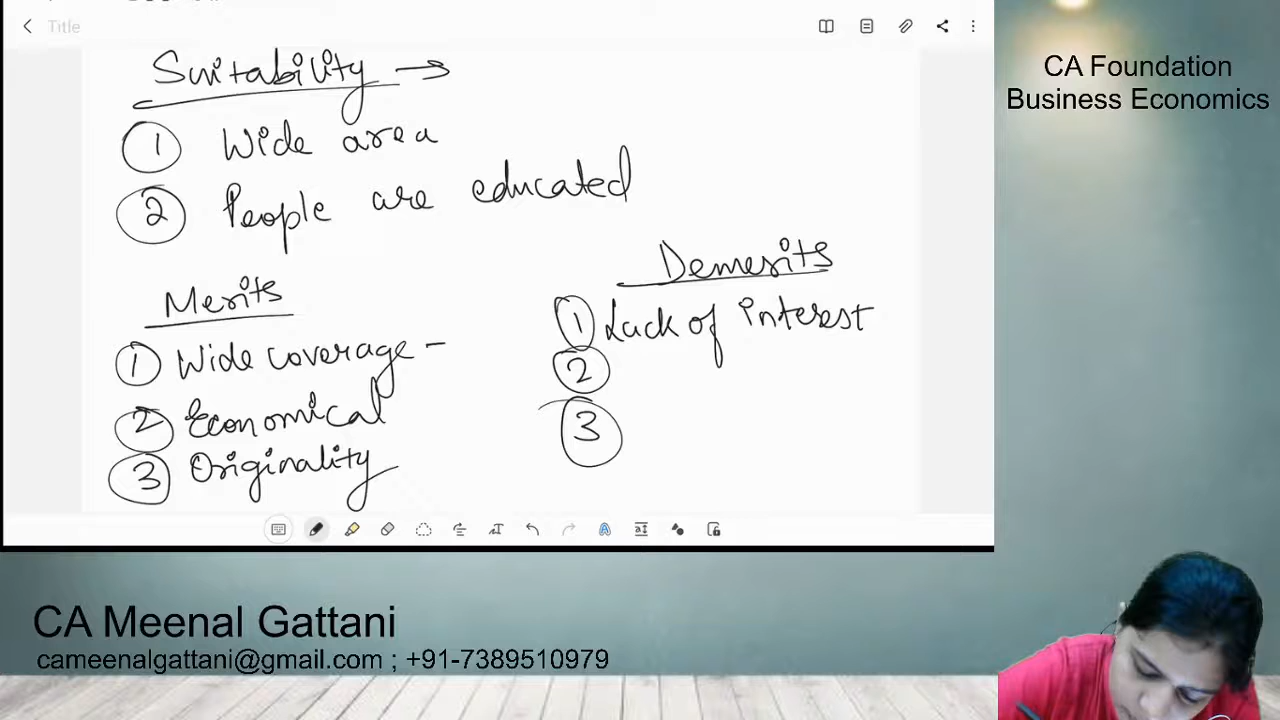 Title
CA Foundation
Business Economics
Suitability →
1 Wide area
2 People are educated
Merits
1 Wide coverage -
2 Economical
3 Originality
Demerits
1 Lack of interest
2
3
CA Meenal Gattani
cameenalgattani@gmail.com ; +91-7389510979